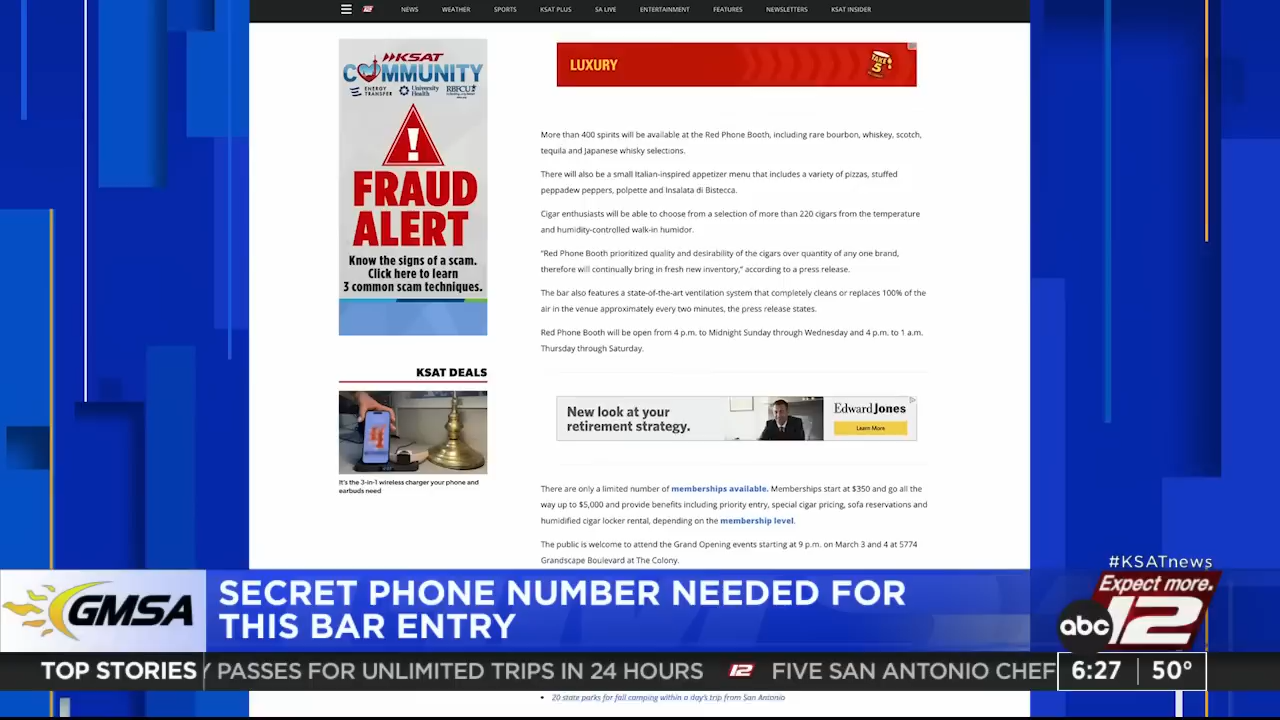 NEWS WEATHER SPORTS KSAT PLUS SA LIVE ENTERTAINMENT FEATURES NEWSLETTERS KSAT INSIDER
KSAT
COMMUNITY
ENERGY TRANSFER University Health RBFCU
FRAUD
ALERT
Know the signs of a scam.
Click here to learn
3 common scam techniques.
KSAT DEALS
It's the 3-in-1 wireless charger your phone and
earbuds need
LUXURY
TAKE 5
More than 400 spirits will be available at the Red Phone Booth, including rare bourbon, whiskey, scotch,
tequila and Japanese whisky selections.
There will also be a small Italian-inspired appetizer menu that includes a variety of pizzas, stuffed
peppadew peppers, polpette and Insalata di Bistecca.
Cigar enthusiasts will be able to choose from a selection of more than 220 cigars from the temperature
and humidity-controlled walk-in humidor.
"Red Phone Booth prioritized quality and desirability of the cigars over quantity of any one brand,
therefore will continually bring in fresh new inventory," according to a press release.
The bar also features a state-of-the-art ventilation system that completely cleans or replaces 100% of the
air in the venue approximately every two minutes, the press release states.
Red Phone Booth will be open from 4 p.m. to Midnight Sunday through Wednesday and 4 p.m. to 1 a.m.
Thursday through Saturday.
New look at your
retirement strategy.
Edward Jones
Learn More
There are only a limited number of memberships available. Memberships start at $350 and go all the
way up to $5,000 and provide benefits including priority entry, special cigar pricing, sofa reservations and
humidified cigar locker rental, depending on the membership level.
The public is welcome to attend the Grand Opening events starting at 9 p.m. on March 3 and 4 at 5774
Grandscape Boulevard at The Colony.
#KSATnews
GMSA
SECRET PHONE NUMBER NEEDED FOR
THIS BAR ENTRY
Expect more.
abc 12
TOP STORIES Y PASSES FOR UNLIMITED TRIPS IN 24 HOURS 12 FIVE SAN ANTONIO CHEF
6:27 50°
20 state parks for fall camping within a day's trip from San Antonio